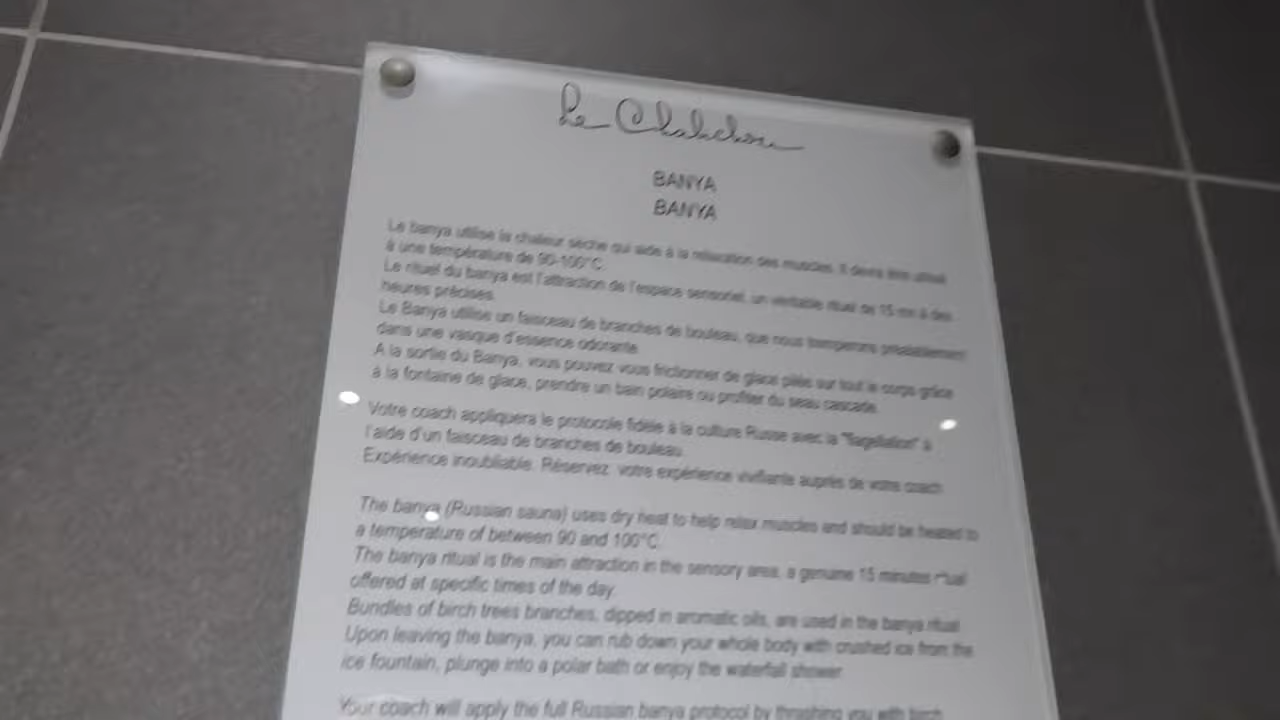 Le Chabichou
BANYA
BANYA
Le banya utilise la chaleur sèche qui aide à la relaxation des muscles. Il devra être utilisé
à une température de 90-100°C.
Le rituel du banya est l'attraction de l'espace sensoriel, un véritable rituel de 15 mn à des
heures précises.
Le Banya utilise un faisceau de branches de bouleau, que nous tremperons préalablement
dans une vasque d'essence odorante.
A la sortie du Banya, vous pouvez vous frictionner de glace pilée sur tout le corps grâce
à la fontaine de glace, prendre un bain polaire ou profiter du seau cascade.
Votre coach appliquera le protocole fidèle à la culture Russe avec la "flagellation" à
l'aide d'un faisceau de branches de bouleau.
Expérience inoubliable. Réservez votre expérience vivifiante auprès de votre coach.
The banya (Russian sauna) uses dry heat to help relax muscles and should be heated to
a temperature of between 90 and 100°C.
The banya ritual is the main attraction in the sensory area, a genuine 15 minutes ritual
offered at specific times of the day.
Bundles of birch trees branches, dipped in aromatic oils, are used in the banya ritual.
Upon leaving the banya, you can rub down your whole body with crushed ice from the
ice fountain, plunge into a polar bath or enjoy the waterfall shower.
Your coach will apply the full Russian banya protocol by thrashing you with birch